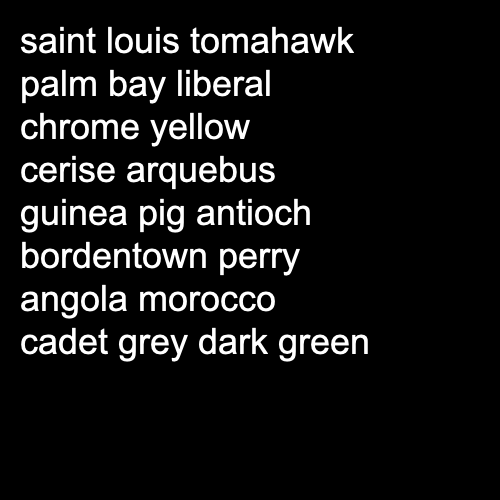 saint louis tomahawk
palm bay liberal
chrome yellow
cerise arquebus
guinea pig antioch
bordentown perry
angola morocco
cadet grey dark green